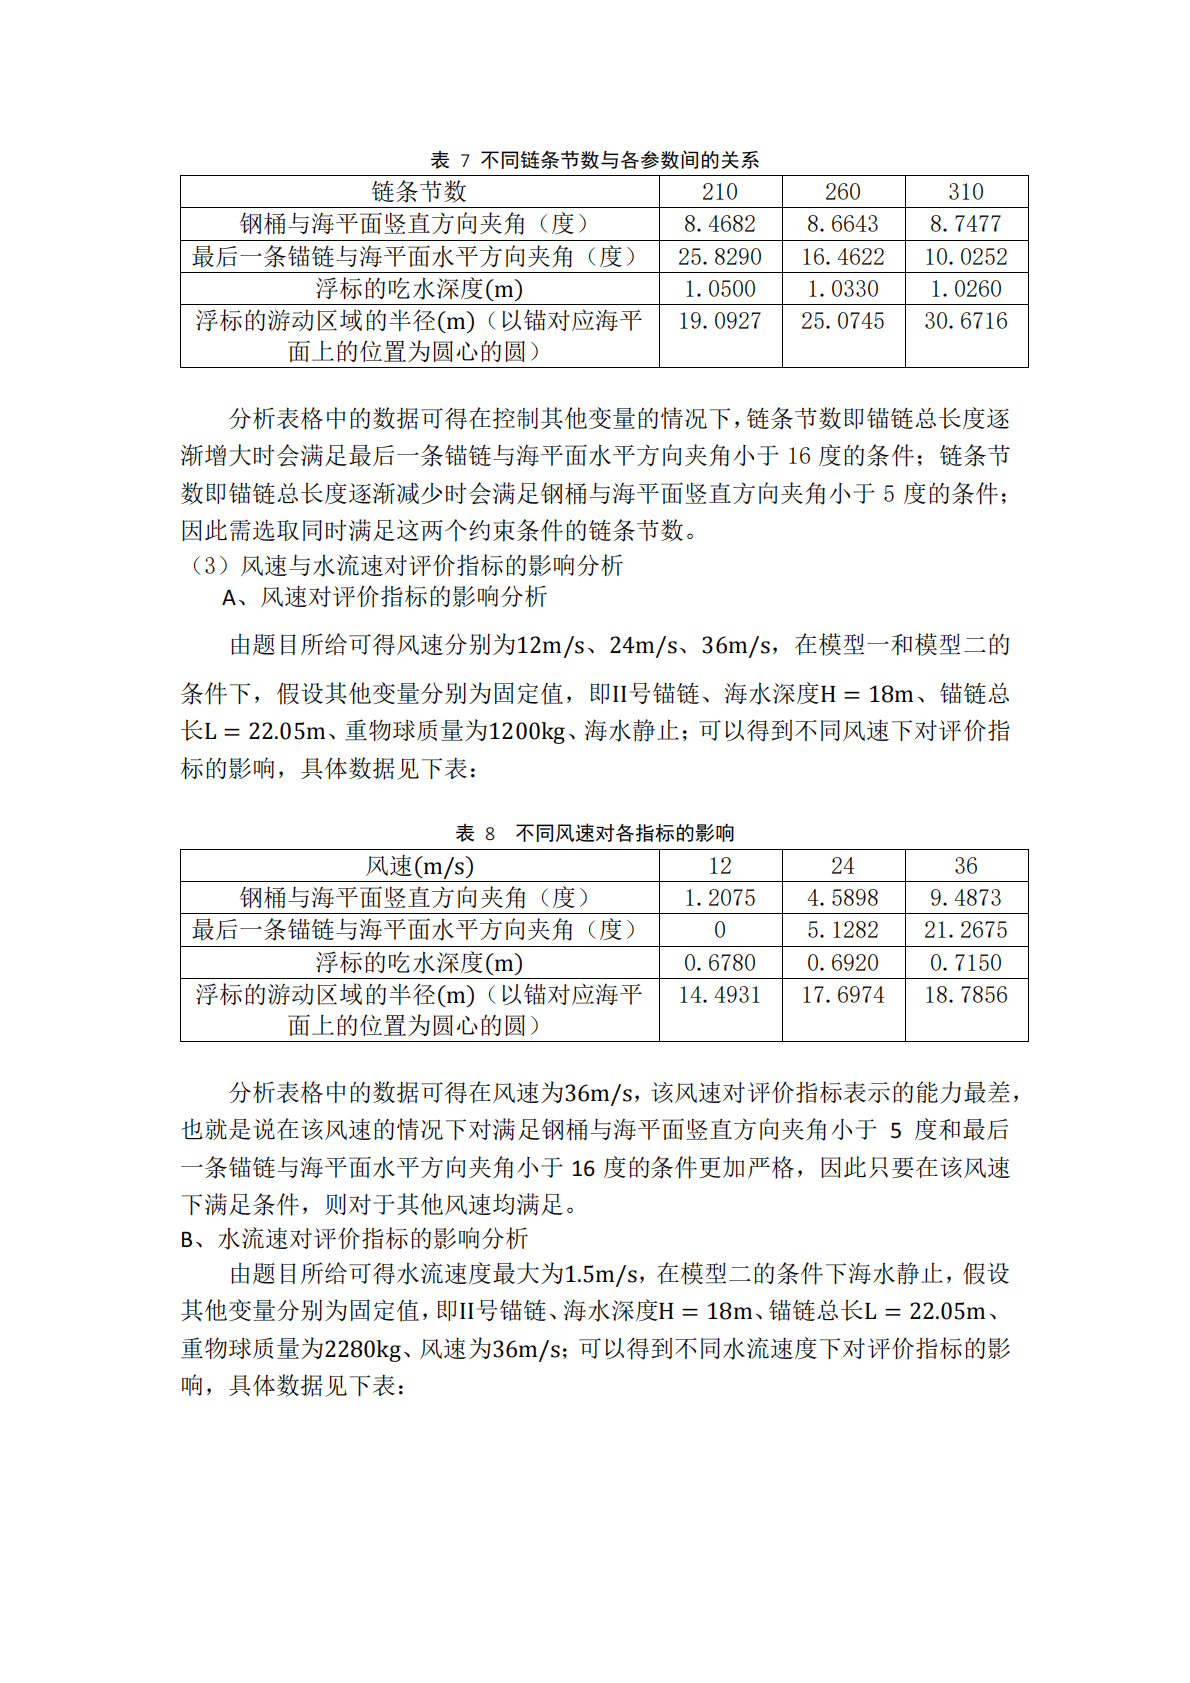 表 7 不同链条节数与各参数间的关系
链条节数 210 260 310
钢桶与海平面竖直方向夹角（度） 8.4682 8.6643 8.7477
最后一条锚链与海平面水平方向夹角（度） 25.8290 16.4622 10.0252
浮标的吃水深度(m) 1.0500 1.0330 1.0260
浮标的游动区域的半径(m)（以锚对应海平 19.0927 25.0745 30.6716
面上的位置为圆心的圆）
分析表格中的数据可得在控制其他变量的情况下，链条节数即锚链总长度逐
渐增大时会满足最后一条锚链与海平面水平方向夹角小于 16 度的条件；链条节
数即锚链总长度逐渐减少时会满足钢桶与海平面竖直方向夹角小于 5 度的条件；
因此需选取同时满足这两个约束条件的链条节数。
（3）风速与水流速对评价指标的影响分析
A、风速对评价指标的影响分析
由题目所给可得风速分别为12m/s、24m/s、36m/s，在模型一和模型二的
条件下，假设其他变量分别为固定值，即II号锚链、海水深度H = 18m、锚链总
长L = 22.05m、重物球质量为1200kg、海水静止；可以得到不同风速下对评价指
标的影响，具体数据见下表：
表 8 不同风速对各指标的影响
风速(m/s) 12 24 36
钢桶与海平面竖直方向夹角（度） 1.2075 4.5898 9.4873
最后一条锚链与海平面水平方向夹角（度） 0 5.1282 21.2675
浮标的吃水深度(m) 0.6780 0.6920 0.7150
浮标的游动区域的半径(m)（以锚对应海平 14.4931 17.6974 18.7856
面上的位置为圆心的圆）
分析表格中的数据可得在风速为36m/s，该风速对评价指标表示的能力最差，
也就是说在该风速的情况下对满足钢桶与海平面竖直方向夹角小于 5 度和最后
一条锚链与海平面水平方向夹角小于 16 度的条件更加严格，因此只要在该风速
下满足条件，则对于其他风速均满足。
B、水流速对评价指标的影响分析
由题目所给可得水流速度最大为1.5m/s，在模型二的条件下海水静止，假设
其他变量分别为固定值，即II号锚链、海水深度H = 18m、锚链总长L = 22.05m、
重物球质量为2280kg、风速为36m/s；可以得到不同水流速度下对评价指标的影
响，具体数据见下表：